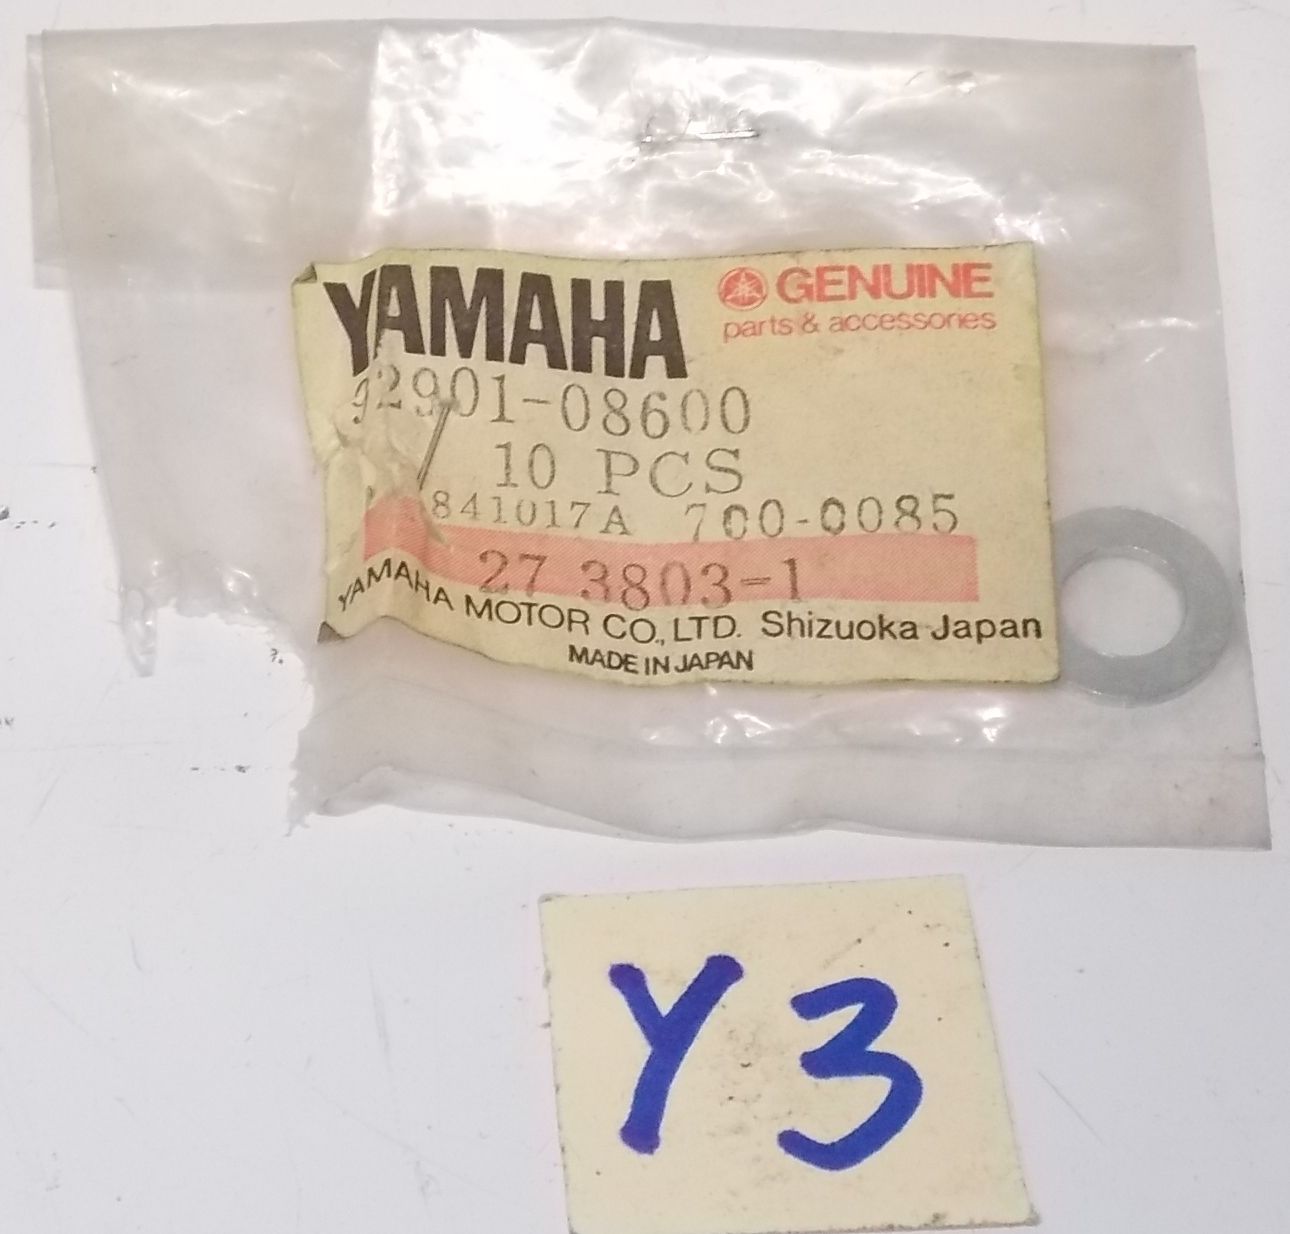 YAMAHA
GENUINE
parts & accessories
92901-08600
10 PCS
841017A 700-0085
27 3803-1
YAMAHA MOTOR CO., LTD. Shizuoka Japan
MADE IN JAPAN
Y3